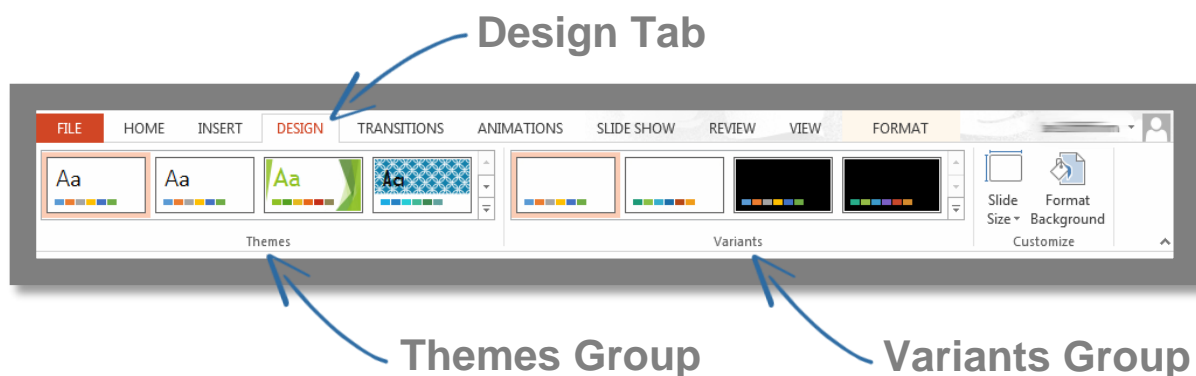 Design Tab
FILE HOME INSERT DESIGN TRANSITIONS ANIMATIONS SLIDE SHOW REVIEW VIEW FORMAT
Aa Aa Aa Aa
Slide Format
Size Background
Themes Variants Customize
Themes Group Variants Group